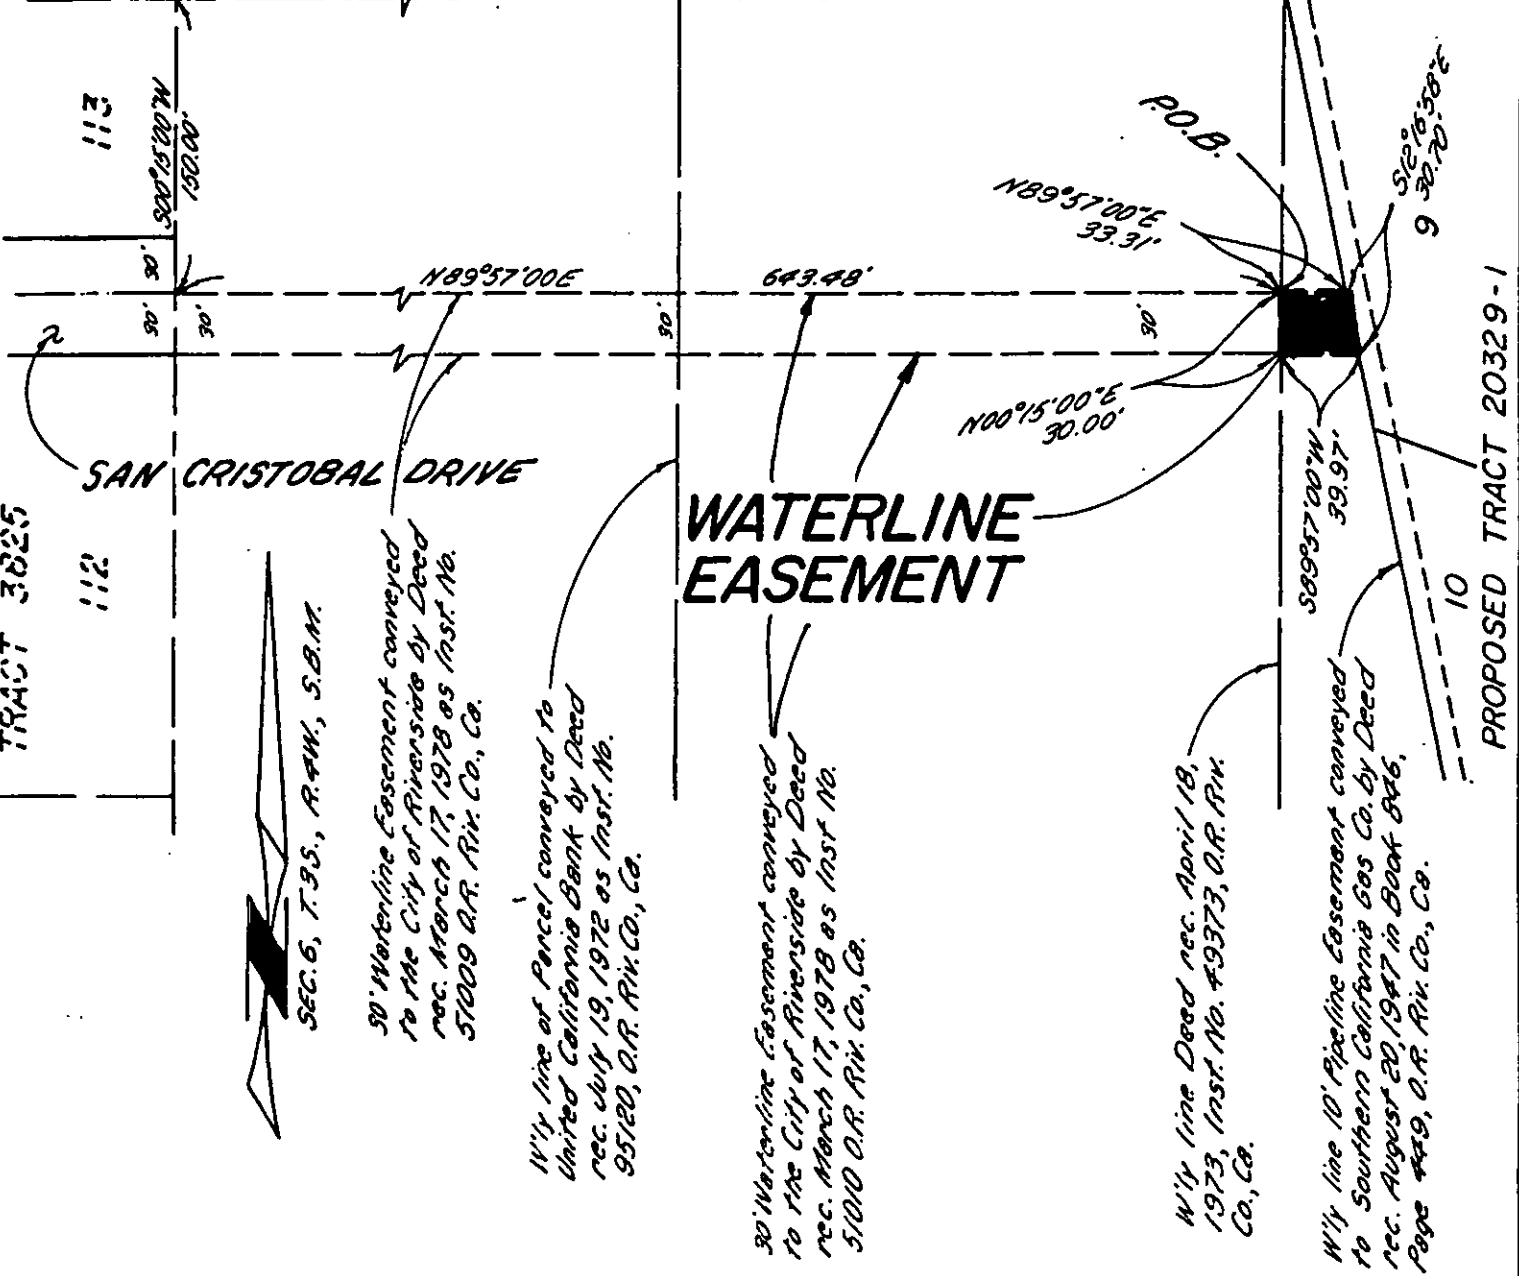 113
S00°15'00"W
150.00'
30'
30'
30'
2
N89°57'00E
643.48'
30'
30'
P.O.B.
N89°57'00"E
33.31'
S12°16'58"E
30.70'
9
N00°15'00"E
30.00'
S89°57'00"W
39.97'
SAN CRISTOBAL DRIVE
TRACT 3825
112
WATERLINE
EASEMENT
10
PROPOSED TRACT 20329-1
SEC. 6, T.3S., R.4W., S.B.M.
30' Waterline Easement conveyed
to the City of Riverside by Deed
rec. March 17, 1978 as Inst. No.
51009 O.R. Riv. Co., Ca.
W'ly line of Parcel conveyed to
United California Bank by Deed
rec. July 19, 1972 as Inst. No.
95120, O.R. Riv. Co., Ca.
30' Waterline Easement conveyed
to the City of Riverside by Deed
rec. March 17, 1978 as Inst No.
51010 O.R. Riv. Co., Ca.
W'ly line Deed rec. April 18,
1973, Inst. No. 49373, O.R. Riv.
Co., Ca.
W'ly line 10' Pipeline Easement conveyed
to Southern California Gas Co. by Deed
rec. August 20, 1947 in Book 846,
Page 449, O.R. Riv. Co., Ca.